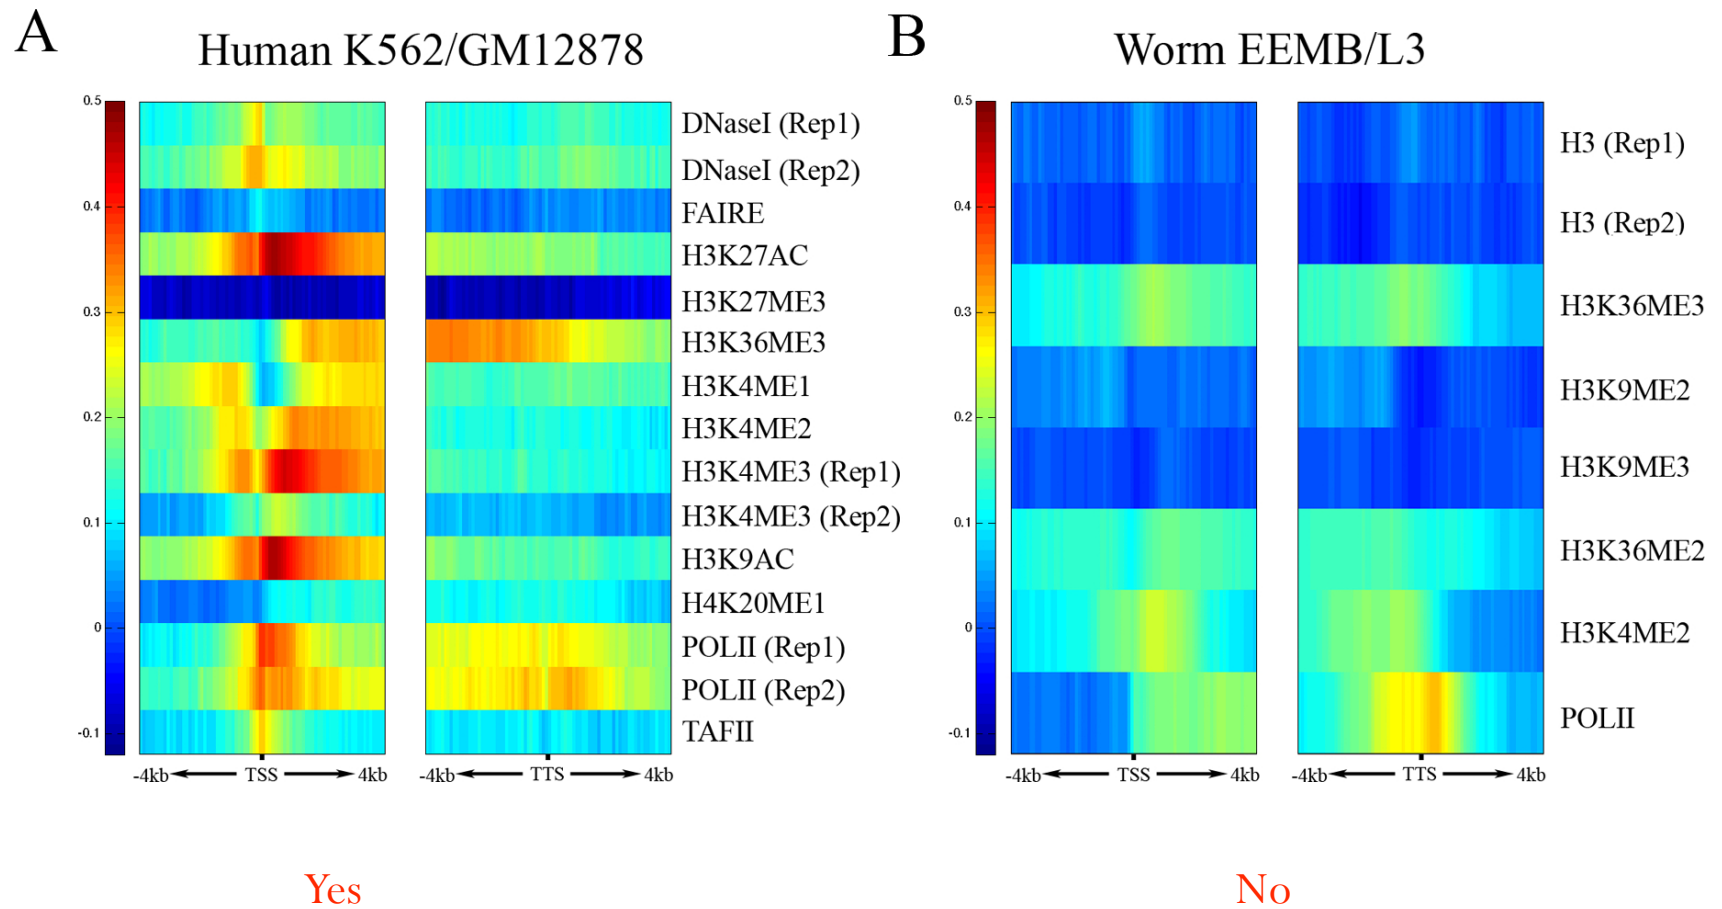 A
Human K562/GM12878
0.5
0.4
0.3
0.2
0.1
0
-0.1
DNaseI (Rep1)
DNaseI (Rep2)
FAIRE
H3K27AC
H3K27ME3
H3K36ME3
H3K4ME1
H3K4ME2
H3K4ME3 (Rep1)
H3K4ME3 (Rep2)
H3K9AC
H4K20ME1
POLII (Rep1)
POLII (Rep2)
TAFII
-4kb TSS 4kb
-4kb TTS 4kb
Yes
B
Worm EEMB/L3
0.5
0.4
0.3
0.2
0.1
0
-0.1
H3 (Rep1)
H3 (Rep2)
H3K36ME3
H3K9ME2
H3K9ME3
H3K36ME2
H3K4ME2
POLII
-4kb TSS 4kb
-4kb TTS 4kb
No